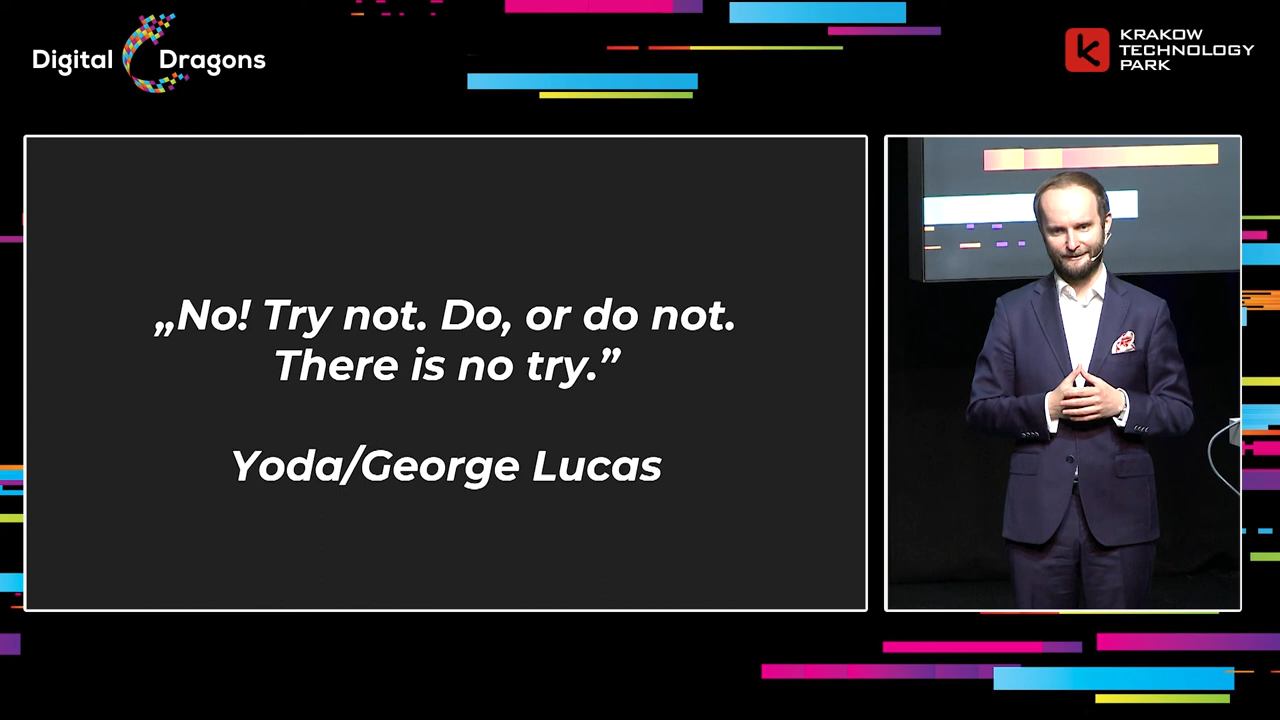 Digital Dragons
KRAKOW
TECHNOLOGY
PARK
„No! Try not. Do, or do not.
There is no try.”
Yoda/George Lucas